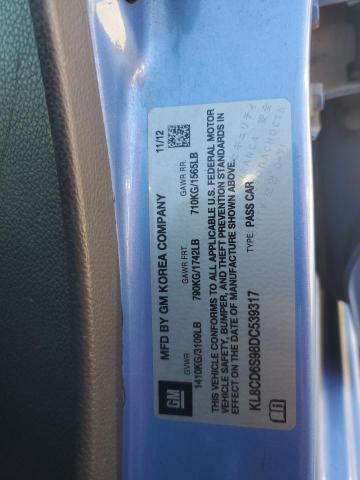 MFD BY GM KOREA COMPANY 11/12
GVWR GAWR FRT GAWR RR
1410KG/3109LB 790KG/1742LB 710KG/1565LB
THIS VEHICLE CONFORMS TO ALL APPLICABLE U.S. FEDERAL MOTOR
VEHICLE SAFETY, BUMPER, AND THEFT PREVENTION STANDARDS IN
EFFECT ON THE DATE OF MANUFACTURE SHOWN ABOVE.
KL8CD6S98DC539317 TYPE: PASS CAR
GM